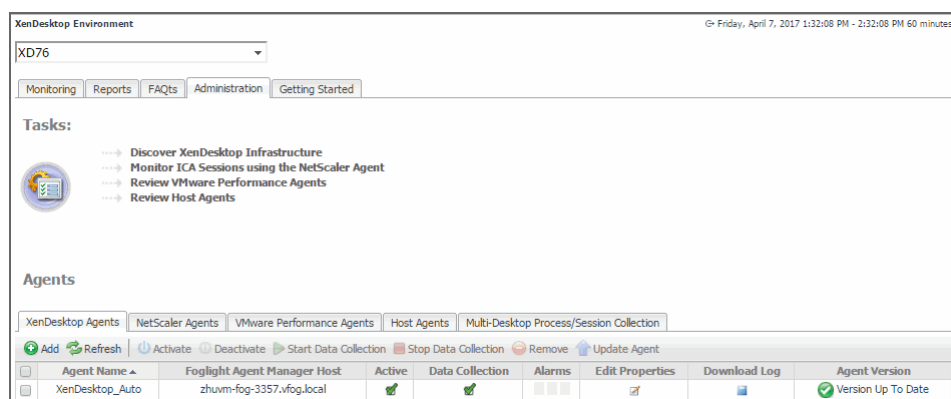 XenDesktop Environment
Friday, April 7, 2017 1:32:08 PM - 2:32:08 PM 60 minutes
XD76
Monitoring Reports FAQts Administration Getting Started
Tasks:
Discover XenDesktop Infrastructure
Monitor ICA Sessions using the NetScaler Agent
Review VMware Performance Agents
Review Host Agents
Agents
XenDesktop Agents NetScaler Agents VMware Performance Agents Host Agents Multi-Desktop Process/Session Collection
Add Refresh Activate Deactivate Start Data Collection Stop Data Collection Remove Update Agent
Agent Name Foglight Agent Manager Host Active Data Collection Alarms Edit Properties Download Log Agent Version
XenDesktop_Auto zhuvm-fog-3357.vfog.local Version Up To Date